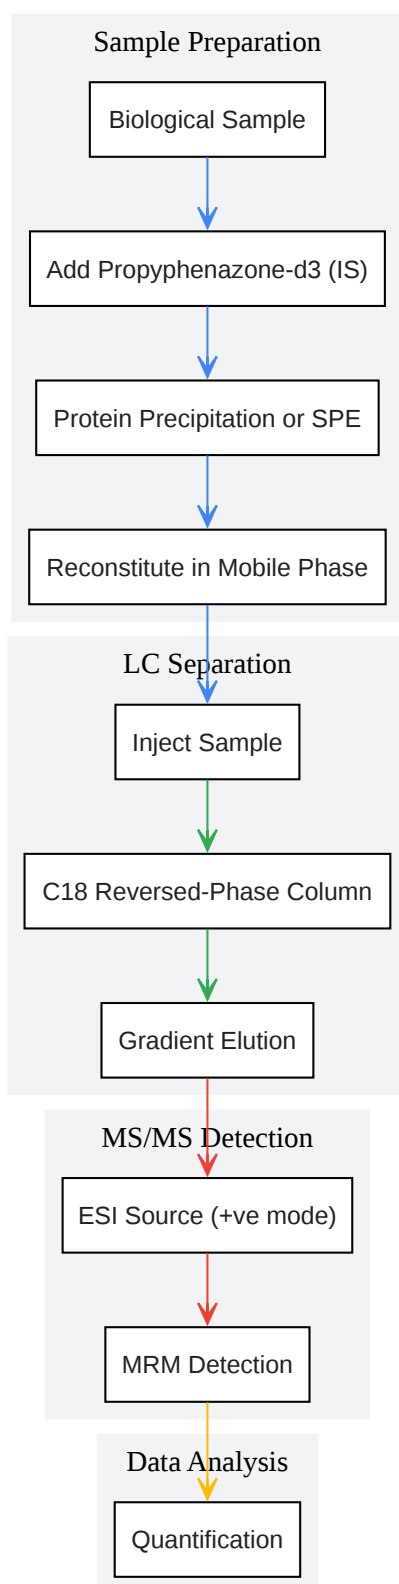 Sample Preparation
Biological Sample
Add Propyphenazone-d3 (IS)
Protein Precipitation or SPE
Reconstitute in Mobile Phase
LC Separation
Inject Sample
C18 Reversed-Phase Column
Gradient Elution
MS/MS Detection
ESI Source (+ve mode)
MRM Detection
Data Analysis
Quantification